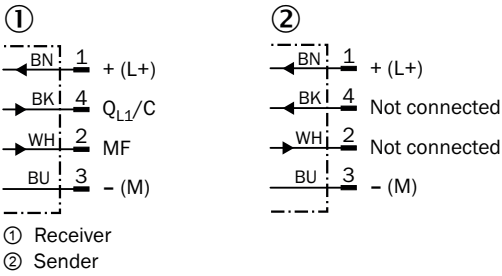 ① ②
BN 1 + (L+) BN 1 + (L+)
BK 4 Q_L1/C BK 4 Not connected
WH 2 MF WH 2 Not connected
BU 3 – (M) BU 3 – (M)
① Receiver
② Sender